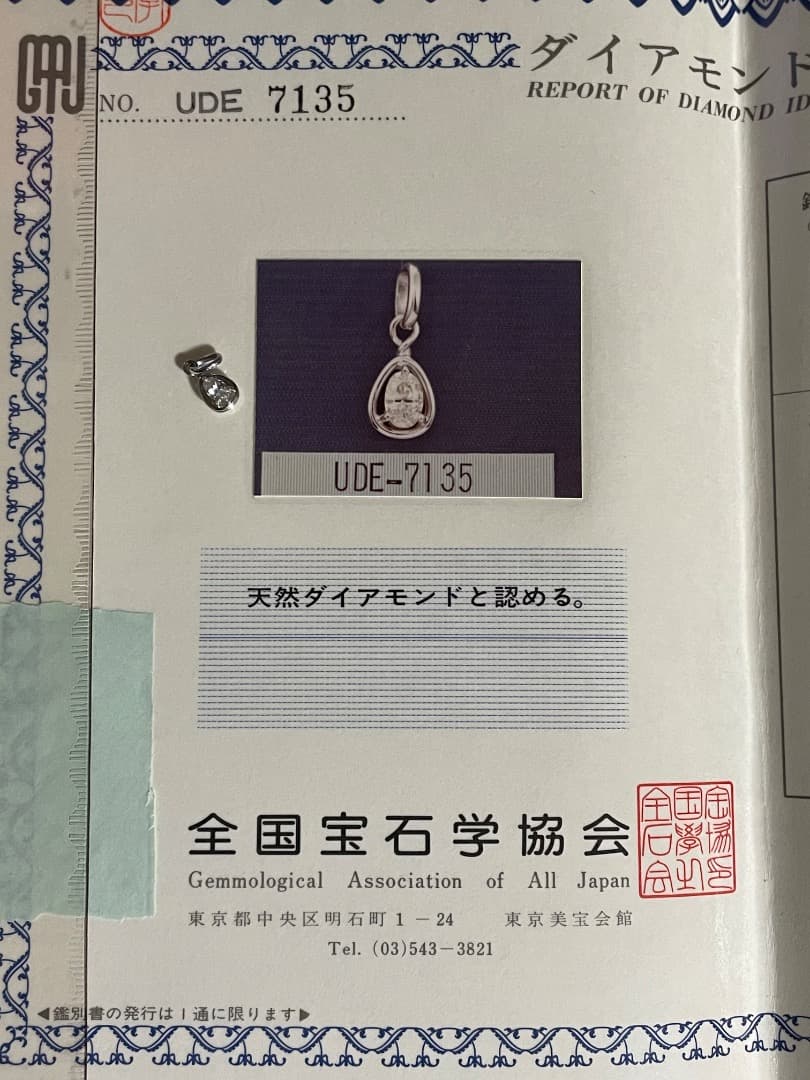 GAAJ
NO. UDE 7135
ダイアモンド
REPORT OF DIAMOND ID
UDE-7135
天然ダイアモンドと認める。
全国宝石学協会
Gemmological Association of All Japan
東京都中央区明石町1-24 東京美宝会館
Tel. (03)543-3821
◀鑑別書の発行は1通に限ります▶